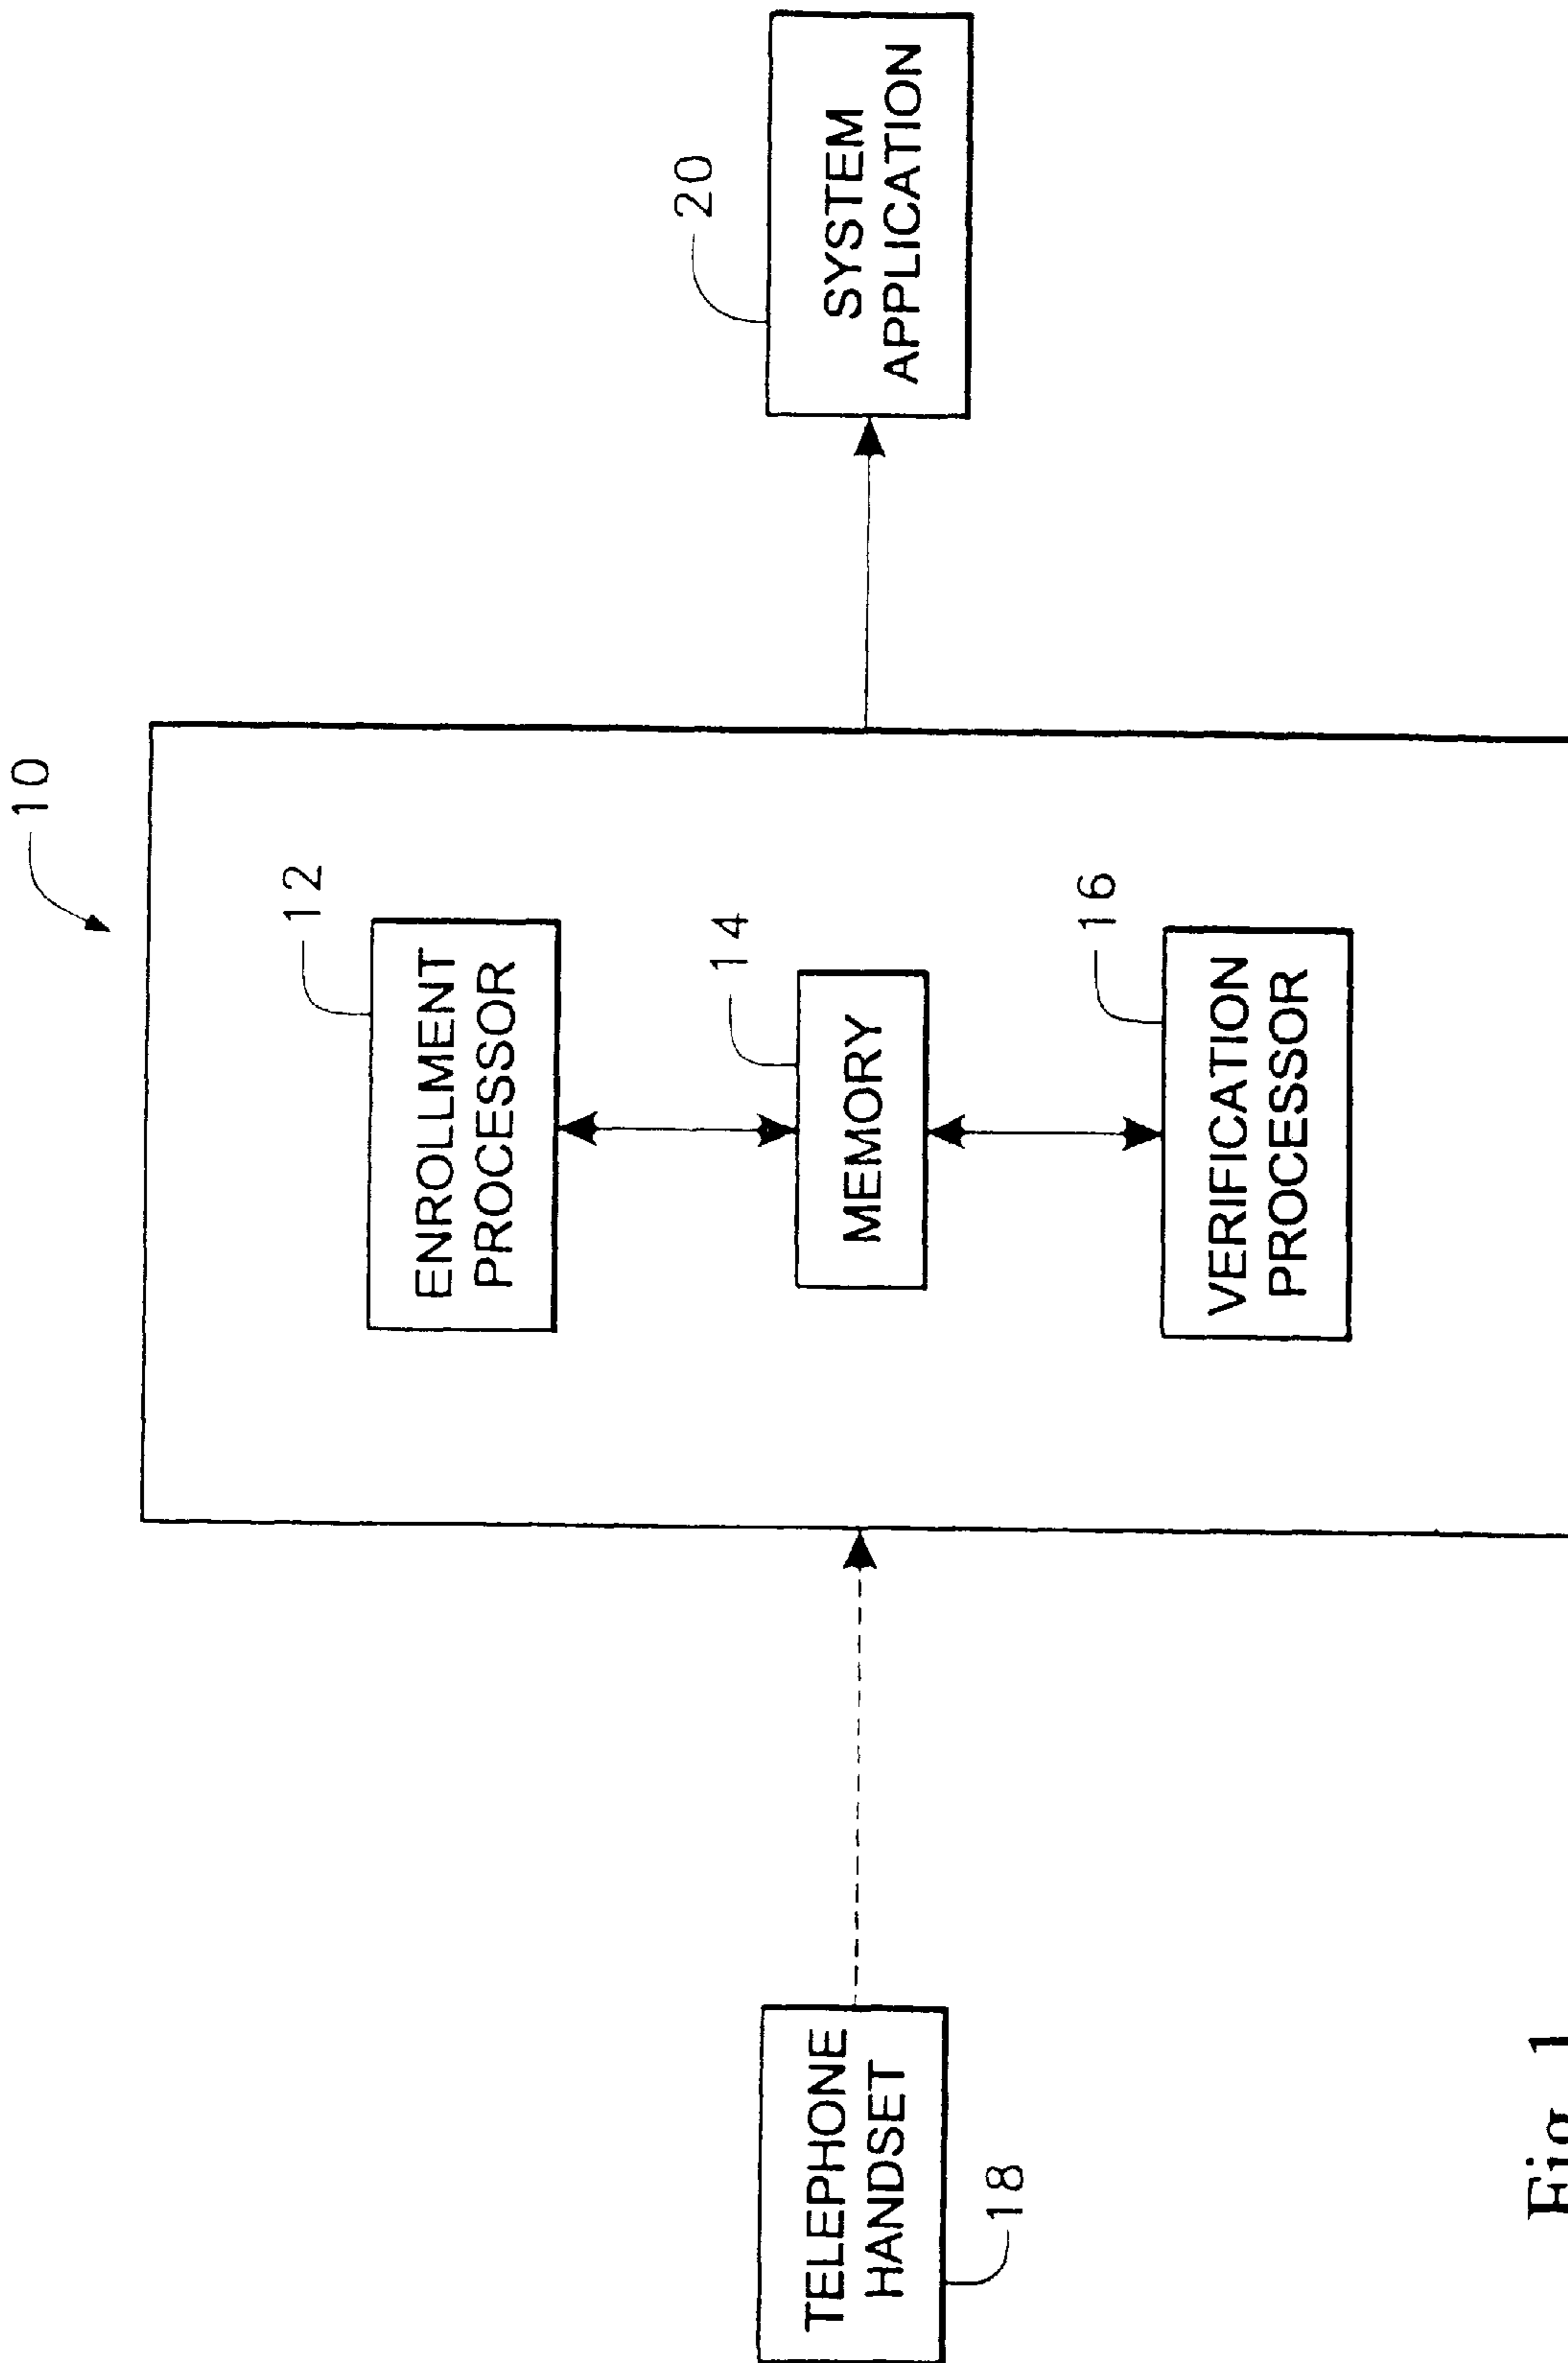 10
12
ENROLLMENT
PROCESSOR
14
MEMORY
16
VERIFICATION
PROCESSOR
TELEPHONE
HANDSET
18
20
SYSTEM
APPLICATION
Fig. 1